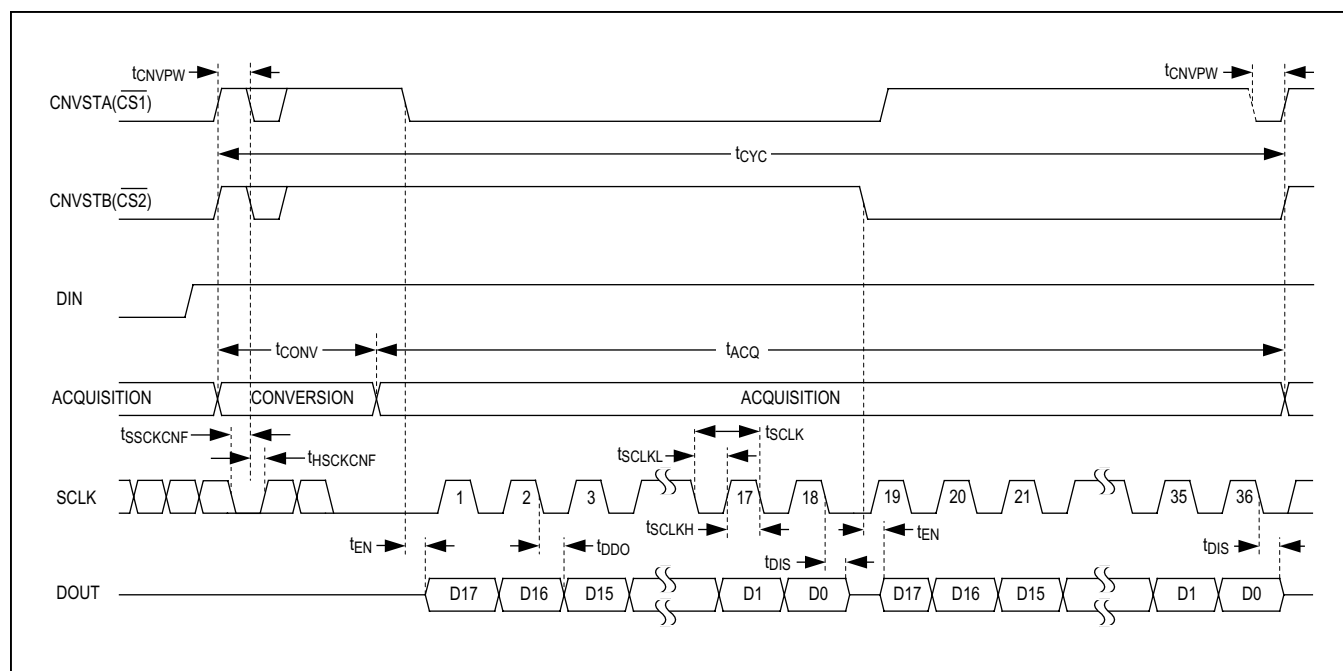 tCNVPW tCNVPW
CNVSTA(CS1)
tCYC
CNVSTB(CS2)
DIN
tCONV tACQ
ACQUISITION CONVERSION ACQUISITION
tSSCKCNF tSCLK
tHSCKCNF tSCLKL
SCLK 1 2 3 17 18 19 20 21 35 36
tEN tDDO tSCLKH tDIS tEN tDIS
DOUT D17 D16 D15 D1 D0 D17 D16 D15 D1 D0